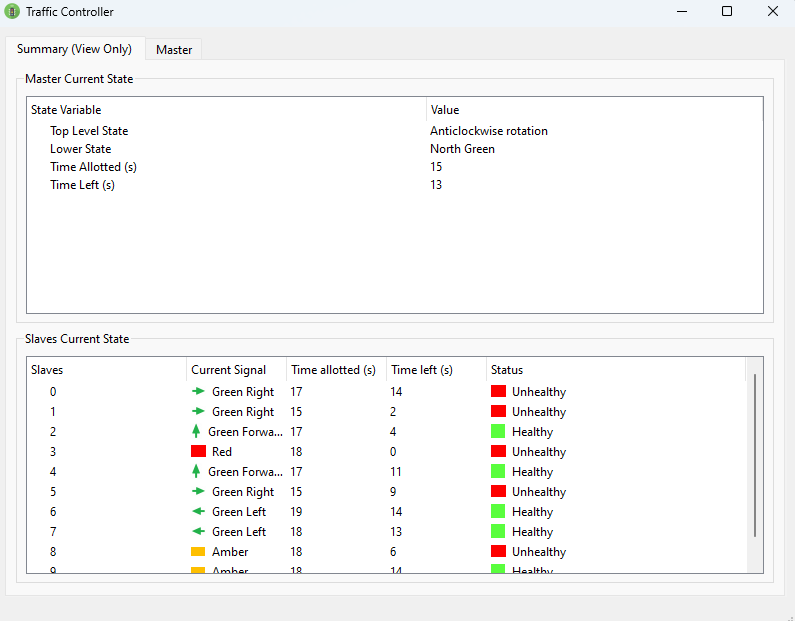 Traffic Controller
Summary (View Only) Master
Master Current State
State Variable Value
Top Level State Anticlockwise rotation
Lower State North Green
Time Allotted (s) 15
Time Left (s) 13
Slaves Current State
Slaves Current Signal Time allotted (s) Time left (s) Status
0 Green Right 17 14 Unhealthy
1 Green Right 15 2 Unhealthy
2 Green Forwa... 17 4 Healthy
3 Red 18 0 Unhealthy
4 Green Forwa... 17 11 Healthy
5 Green Right 15 9 Unhealthy
6 Green Left 19 14 Healthy
7 Green Left 18 13 Healthy
8 Amber 18 6 Unhealthy
9 Amber 18 14 Healthy